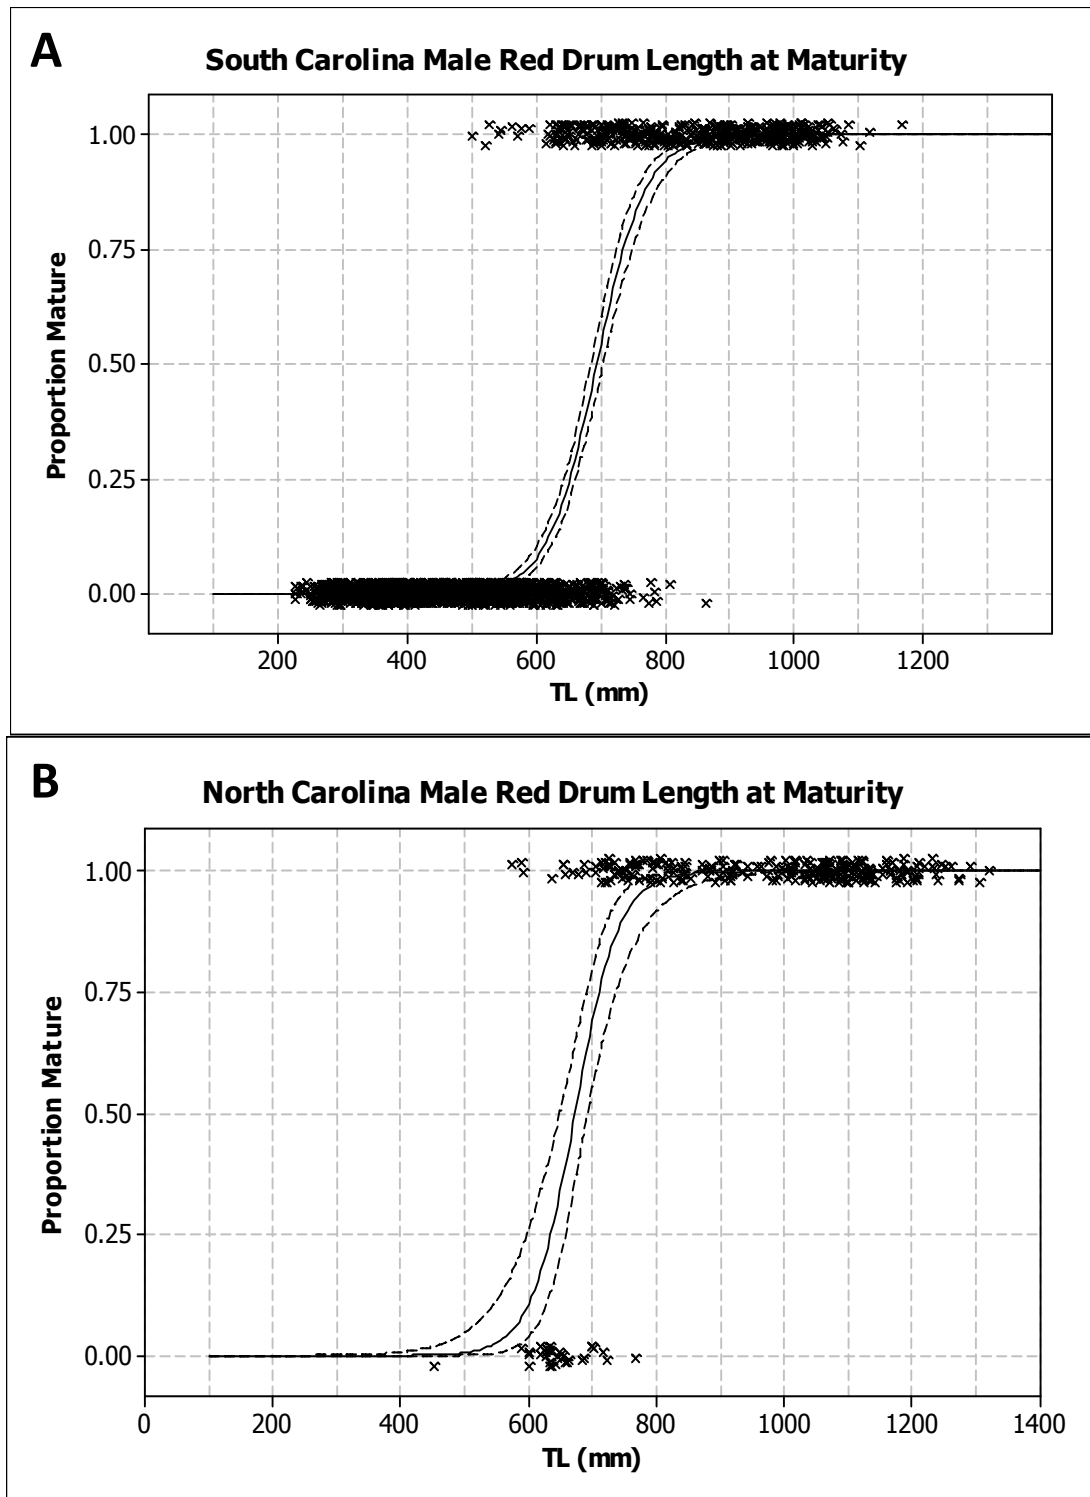 A
South Carolina Male Red Drum Length at Maturity
1.00
0.75
0.50
0.25
0.00
Proportion Mature
200 400 600 800 1000 1200
TL (mm)
B
North Carolina Male Red Drum Length at Maturity
1.00
0.75
0.50
0.25
0.00
Proportion Mature
0 200 400 600 800 1000 1200 1400
TL (mm)